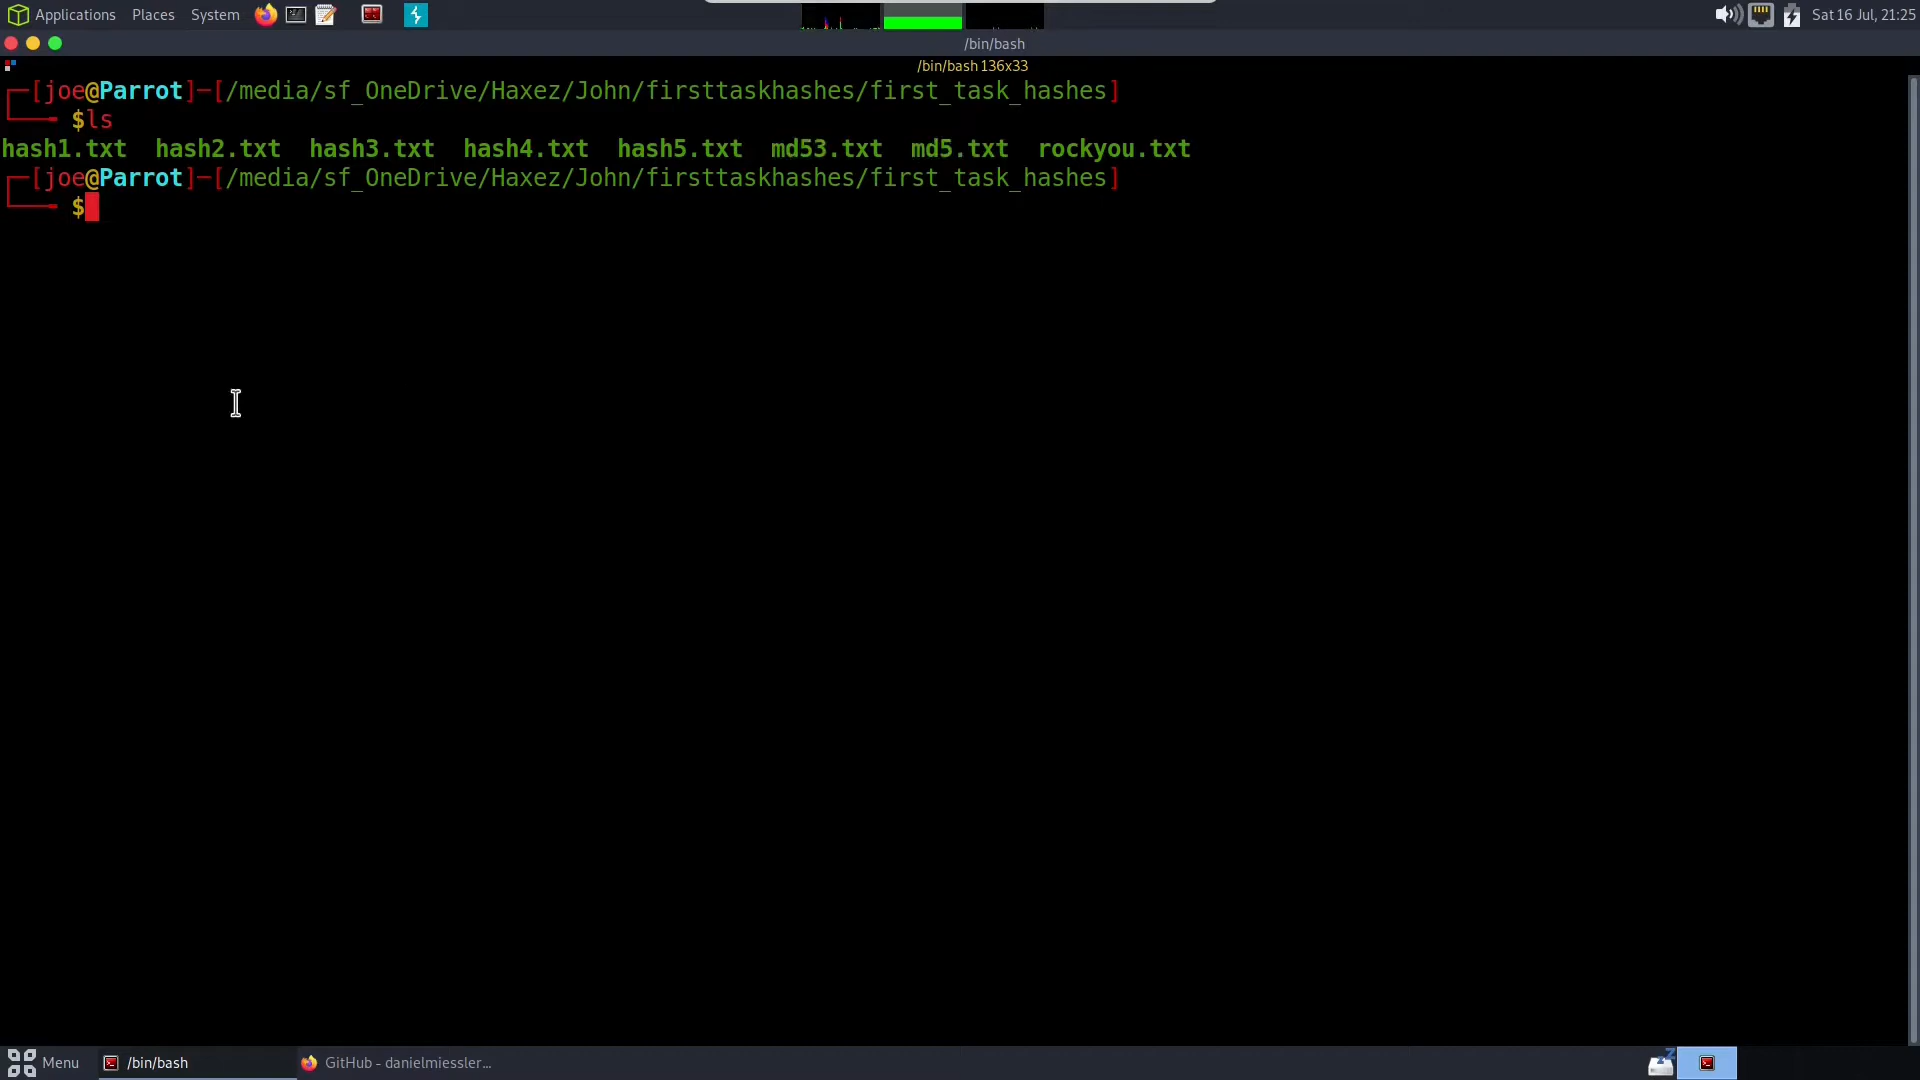 Applications Places System Sat 16 Jul, 21:25
/bin/bash
/bin/bash 136x33
[joe@Parrot]-[/media/sf_OneDrive/Haxez/John/firsttaskhashes/first_task_hashes]
$ls
hash1.txt hash2.txt hash3.txt hash4.txt hash5.txt md53.txt md5.txt rockyou.txt
[joe@Parrot]-[/media/sf_OneDrive/Haxez/John/firsttaskhashes/first_task_hashes]
$
Menu /bin/bash GitHub - danielmiessler...